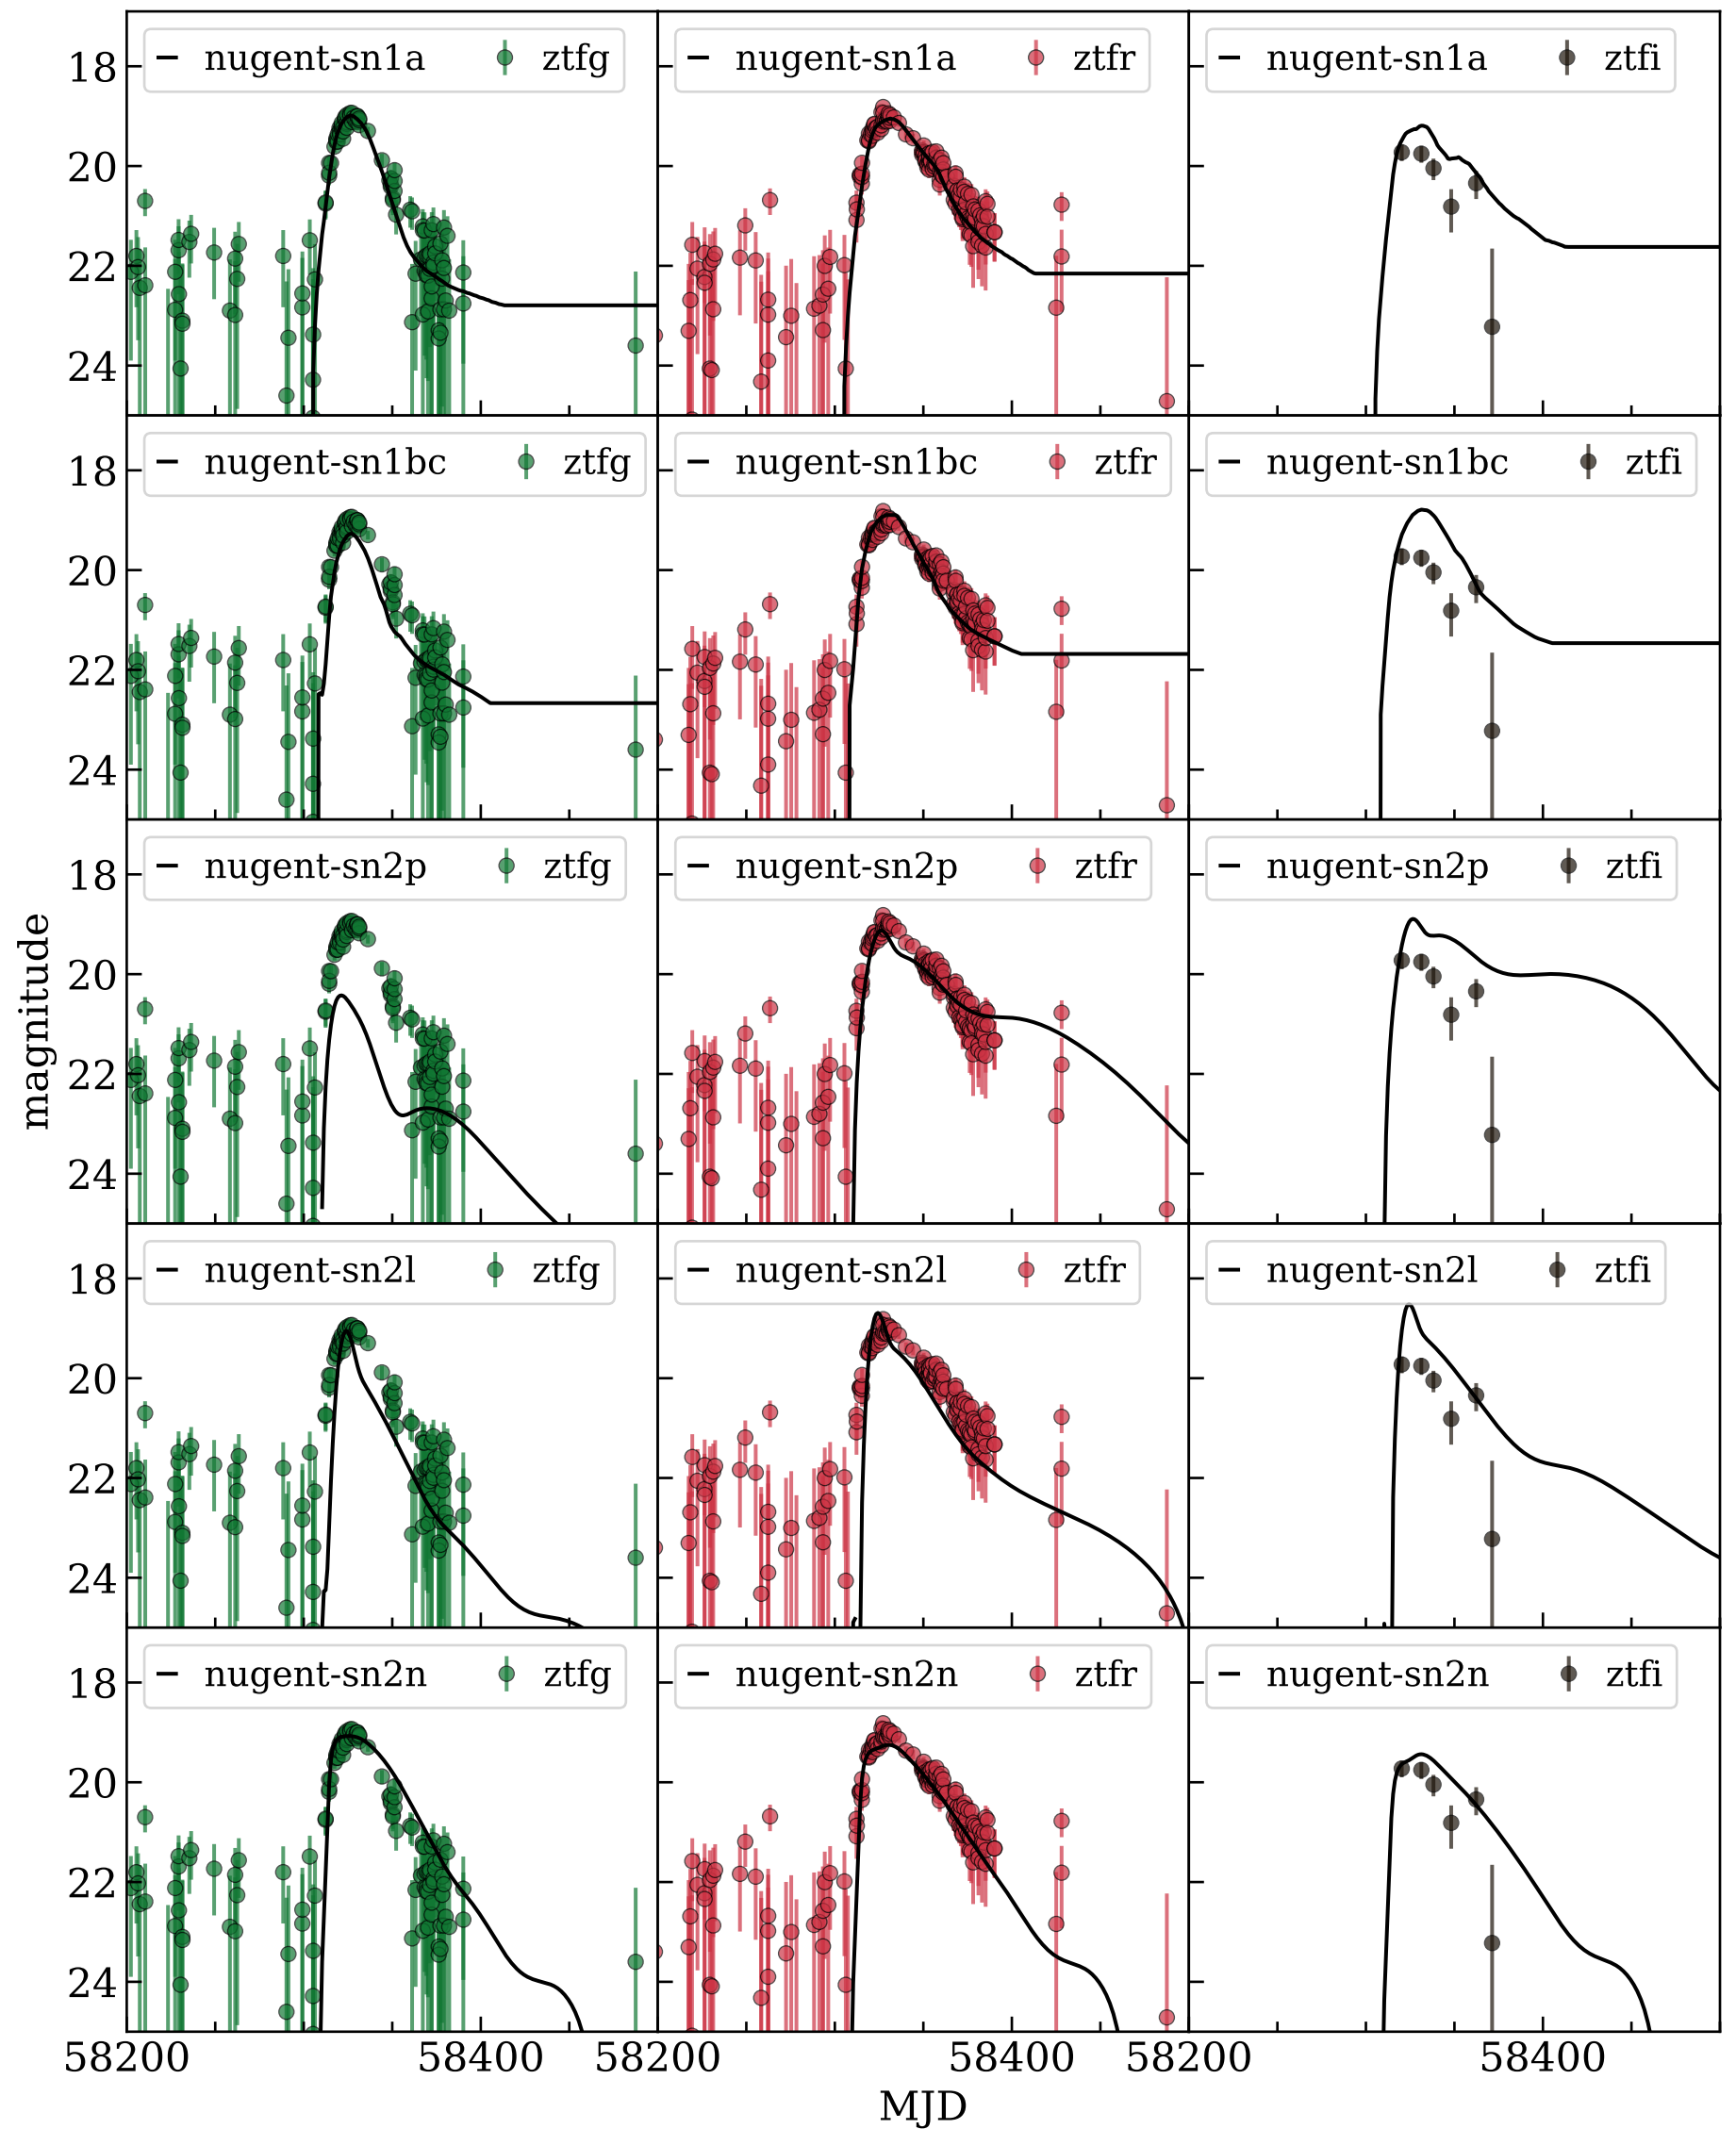 nugent-sn1a ztfg nugent-sn1a ztfr nugent-sn1a ztfi
18
20
22
24
nugent-sn1bc ztfg nugent-sn1bc ztfr nugent-sn1bc ztfi
18
20
22
24
nugent-sn2p ztfg nugent-sn2p ztfr nugent-sn2p ztfi
18
20
22
24
magnitude
nugent-sn2l ztfg nugent-sn2l ztfr nugent-sn2l ztfi
18
20
22
24
nugent-sn2n ztfg nugent-sn2n ztfr nugent-sn2n ztfi
18
20
22
24
58200 58400 58200 58400 58200 58400
MJD